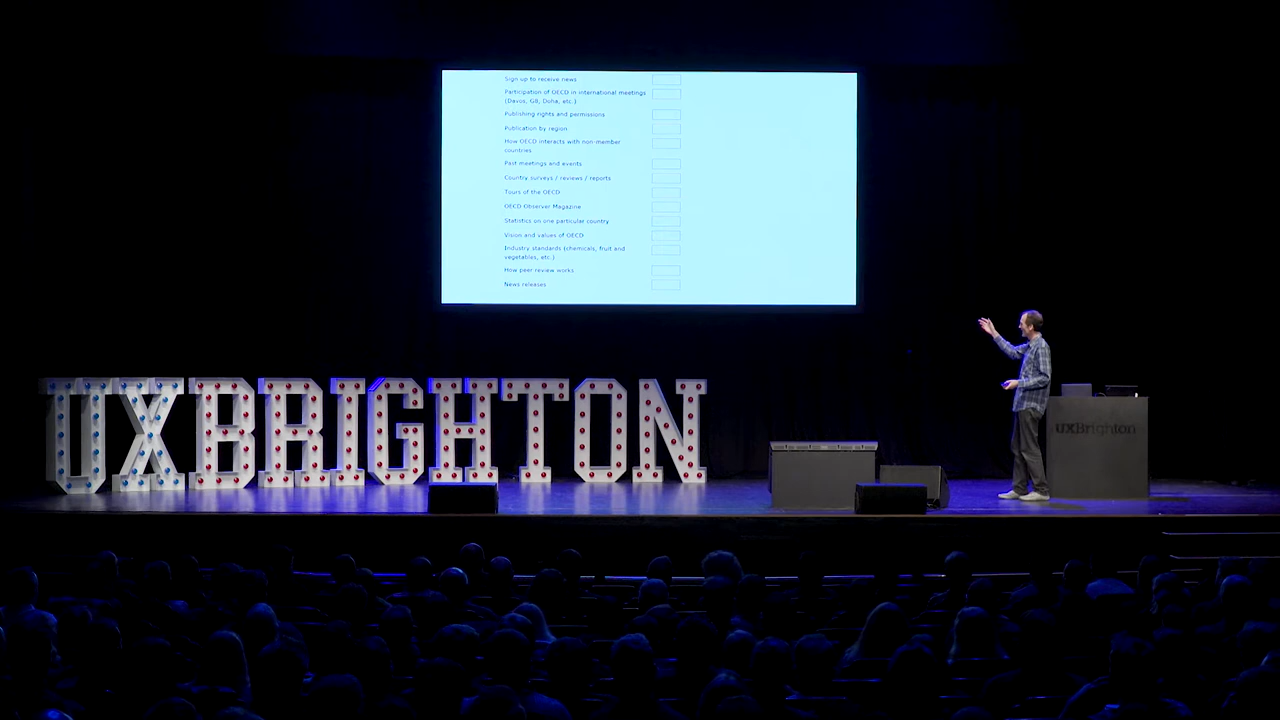 Sign up to receive news
Participation of OECD in international meetings
(Davos, G8, Doha, etc.)
Publishing rights and permissions
Publication by region
How OECD interacts with non-member
countries
Past meetings and events
Country surveys / reviews / reports
Tours of the OECD
OECD Observer Magazine
Statistics on one particular country
Vision and values of OECD
Industry standards (chemicals, fruit and
vegetables, etc.)
How peer review works
News releases
UXBRIGHTON
uxBrighton